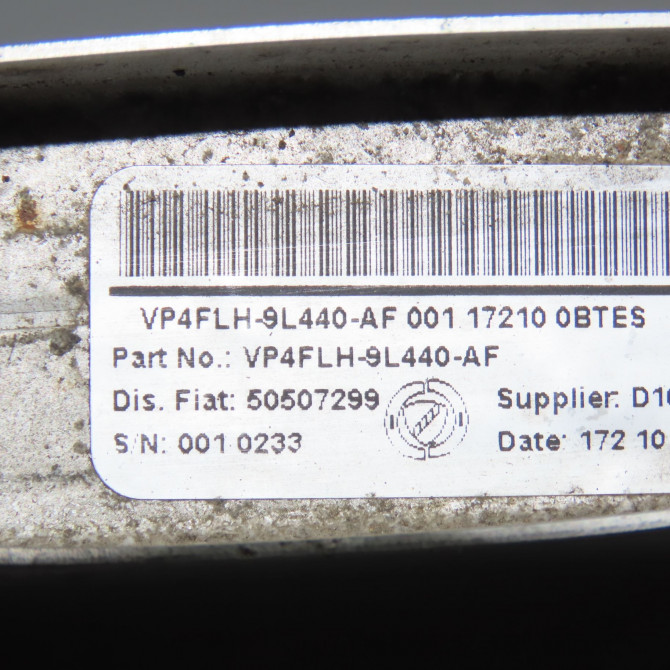 VP4FLH-9L440-AF 001 17210 0BTES
Part No.: VP4FLH-9L440-AF
Dis. Fiat: 50507299 Supplier:
S/N: 001 0233 Date: 172 10